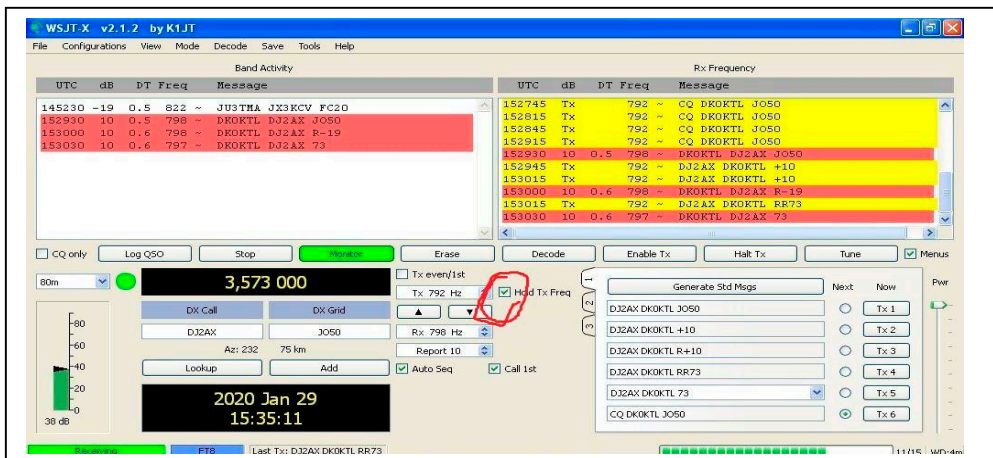 WSJT-X v2.1.2 by K1JT
File Configurations View Mode Decode Save Tools Help
Band Activity
UTC dB DT Freq Message
145230 -19 0.5 822 ~ JU3TMA JX3KCV FC20
152930 10 0.5 798 ~ DK0KTL DJ2AX JO50
153000 10 0.6 798 ~ DK0KTL DJ2AX R-19
153030 10 0.6 797 ~ DK0KTL DJ2AX 73
Rx Frequency
UTC dB DT Freq Message
152745 Tx 792 ~ CQ DK0KTL JO50
152815 Tx 792 ~ CQ DK0KTL JO50
152845 Tx 792 ~ CQ DK0KTL JO50
152915 Tx 792 ~ CQ DK0KTL JO50
152930 10 0.5 798 ~ DK0KTL DJ2AX JO50
152945 Tx 792 ~ DJ2AX DK0KTL +10
153015 Tx 792 ~ DJ2AX DK0KTL +10
153000 10 0.6 798 ~ DK0KTL DJ2AX R-19
153015 Tx 792 ~ DJ2AX DK0KTL RR73
153030 10 0.6 797 ~ DK0KTL DJ2AX 73
CQ only Log QSO Stop Monitor Erase Decode Enable Tx Halt Tx Tune Menus
80m 3,573 000
Tx even/1st
Tx 792 Hz Hold Tx Freq
DX Call DX Grid
DJ2AX JO50
Rx 798 Hz
Az: 232 75 km
Report 10
Lookup Add
Auto Seq Call 1st
2020 Jan 29
15:35:11
-80
-60
-40
-20
-0
38 dB
1
2
3
Generate Std Msgs Next Now Pwr
DJ2AX DK0KTL JO50 Tx 1
DJ2AX DK0KTL +10 Tx 2
DJ2AX DK0KTL R+10 Tx 3
DJ2AX DK0KTL RR73 Tx 4
DJ2AX DK0KTL 73 Tx 5
CQ DK0KTL JO50 Tx 6
Receiving FT8 Last Tx: DJ2AX DK0KTL RR73 11/15 WD:4m